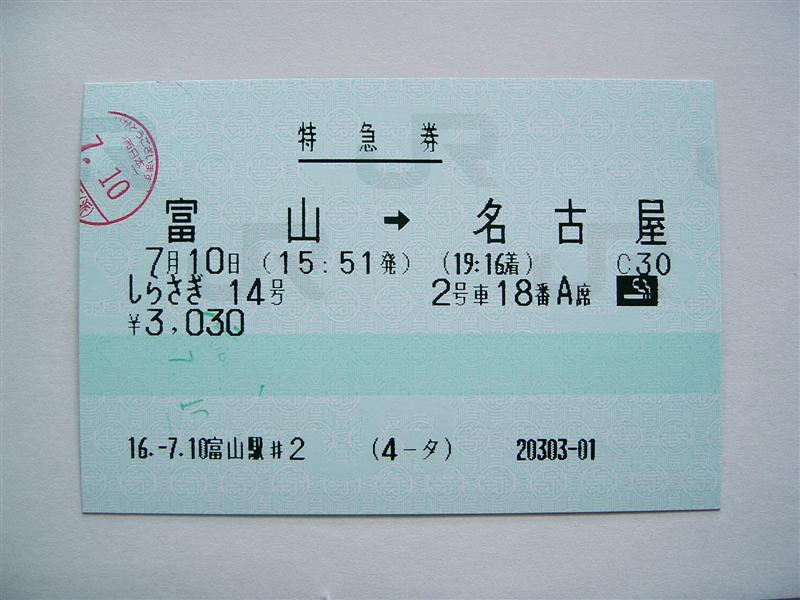 特急券
富山 → 名古屋
7月10日 (15:51発) (19:16着) C30
しらさぎ 14号 2号車18番A席
¥3,030
16.-7.10富山駅#2 (4-タ) 20303-01
7.10
JR